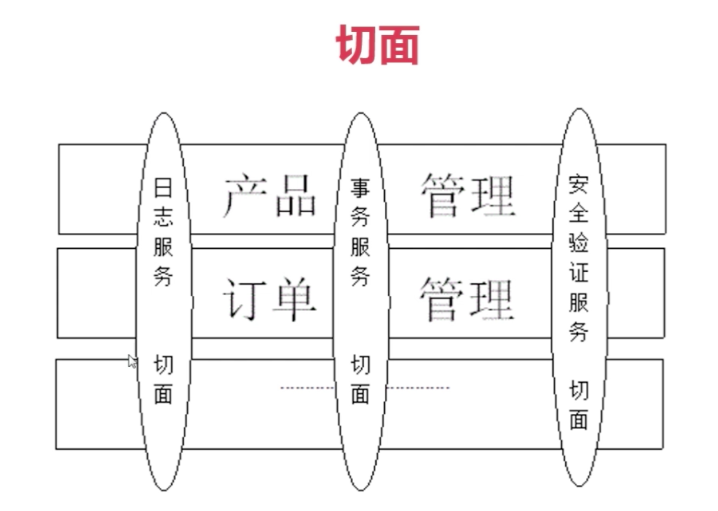 切面
产品 管理
订单 管理
日志服务 切面
事务服务 切面
安全验证服务 切面